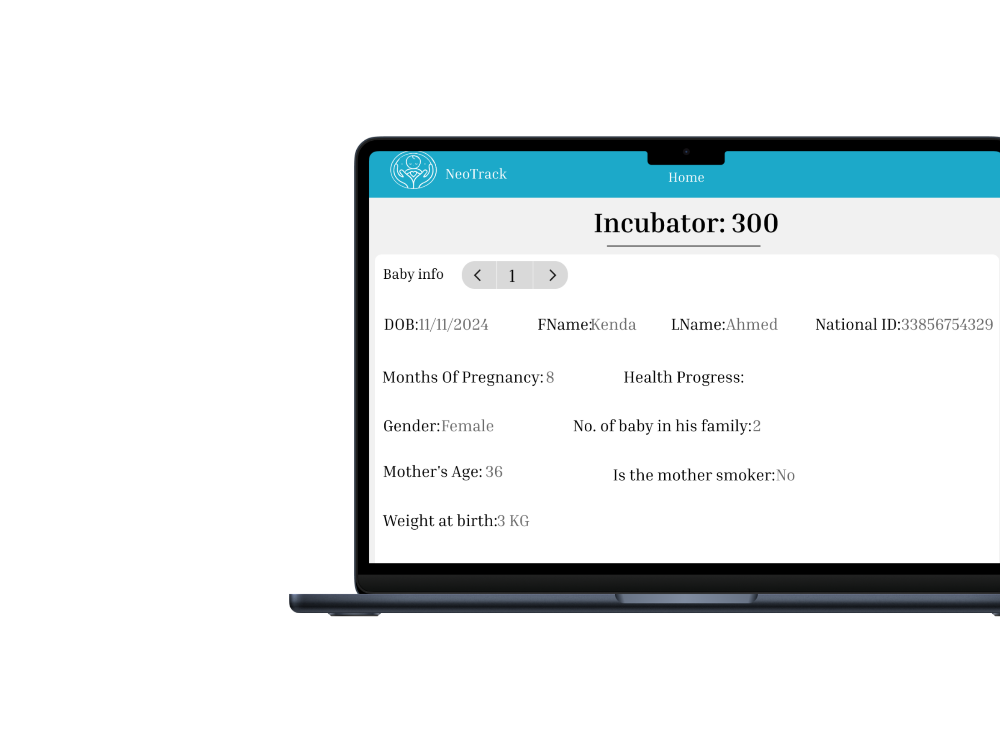 NeoTrack
Home
Incubator: 300
Baby info
1
DOB:11/11/2024 FName:Kenda LName:Ahmed National ID:33856754329
Months Of Pregnancy: 8 Health Progress:
Gender:Female No. of baby in his family:2
Mother's Age: 36 Is the mother smoker:No
Weight at birth:3 KG